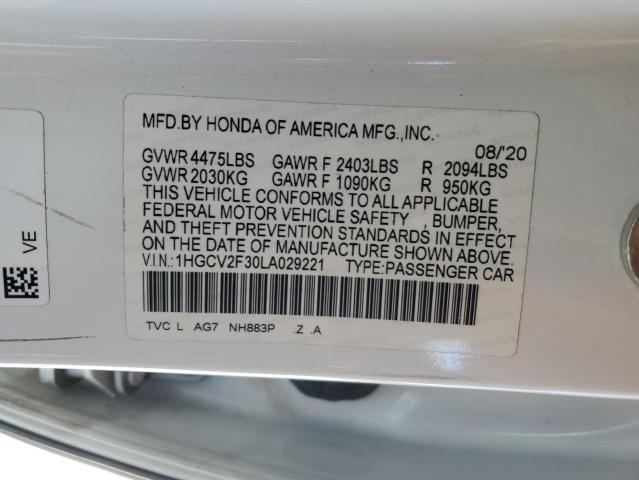 MFD.BY HONDA OF AMERICA MFG.,INC.
08/'20
GVWR 4475LBS GAWR F 2403LBS R 2094LBS
GVWR 2030KG GAWR F 1090KG R 950KG
THIS VEHICLE CONFORMS TO ALL APPLICABLE
FEDERAL MOTOR VEHICLE SAFETY , BUMPER,
AND THEFT PREVENTION STANDARDS IN EFFECT
ON THE DATE OF MANUFACTURE SHOWN ABOVE.
V.I.N.: 1HGCV2F30LA029221 TYPE:PASSENGER CAR
TVC L AG7 NH883P .Z .A
VE